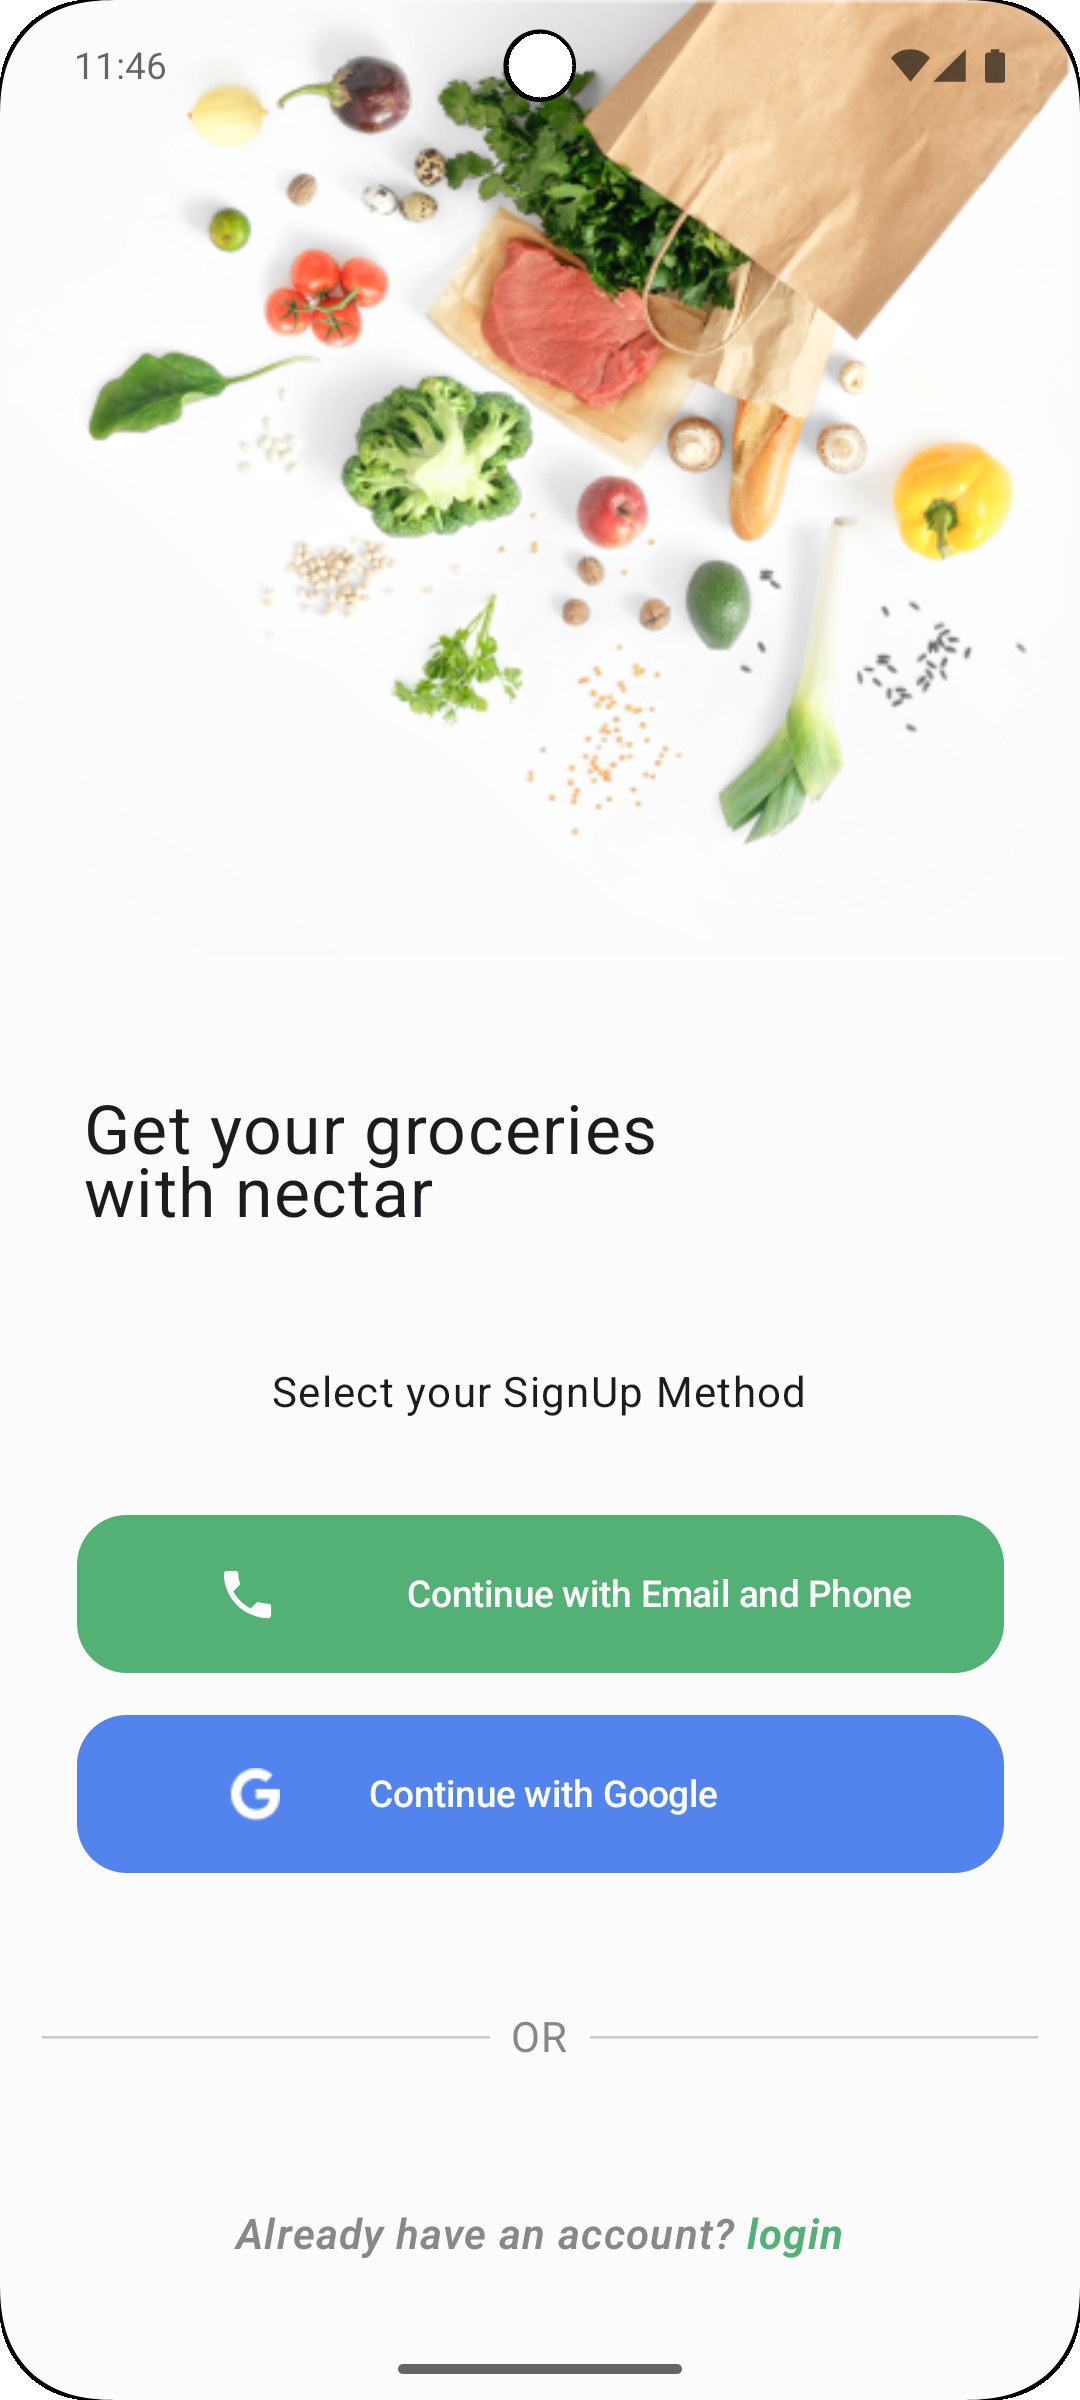 11:46
Get your groceries
with nectar
Select your SignUp Method
Continue with Email and Phone
G Continue with Google
OR
Already have an account? login